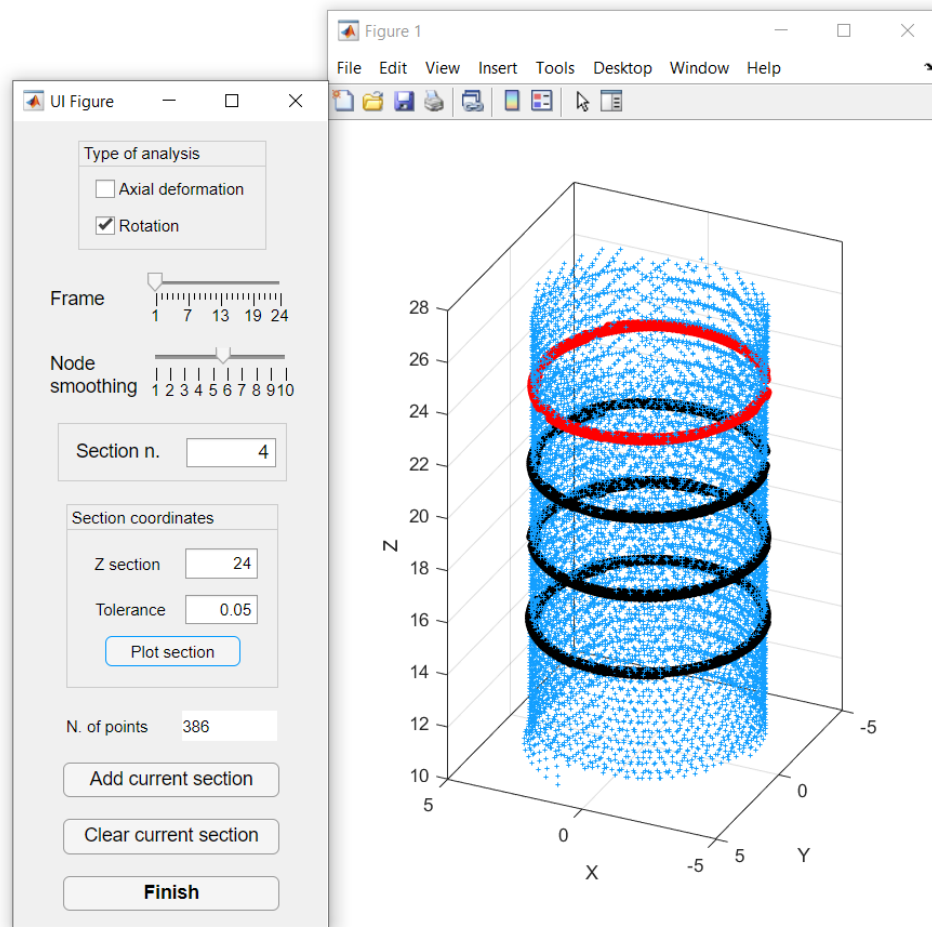 Figure 1
File Edit View Insert Tools Desktop Window Help
UI Figure
Type of analysis
Axial deformation
Rotation
Frame
1 7 13 19 24
Node
smoothing
1 2 3 4 5 6 7 8 9 10
Section n. 4
Section coordinates
Z section 24
Tolerance 0.05
Plot section
N. of points 386
Add current section
Clear current section
Finish
28
26
24
22
20
18
16
14
12
10
Z
5
0
-5
X
5
0
-5
Y